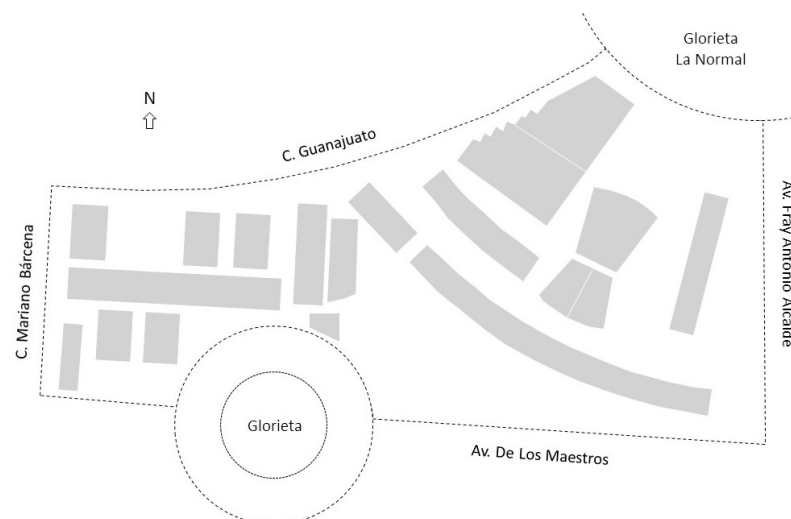 Glorieta
La Normal
N
C. Guanajuato
Av. Fray Antonio Alcalde
C. Mariano Bárcena
Glorieta
Av. De Los Maestros